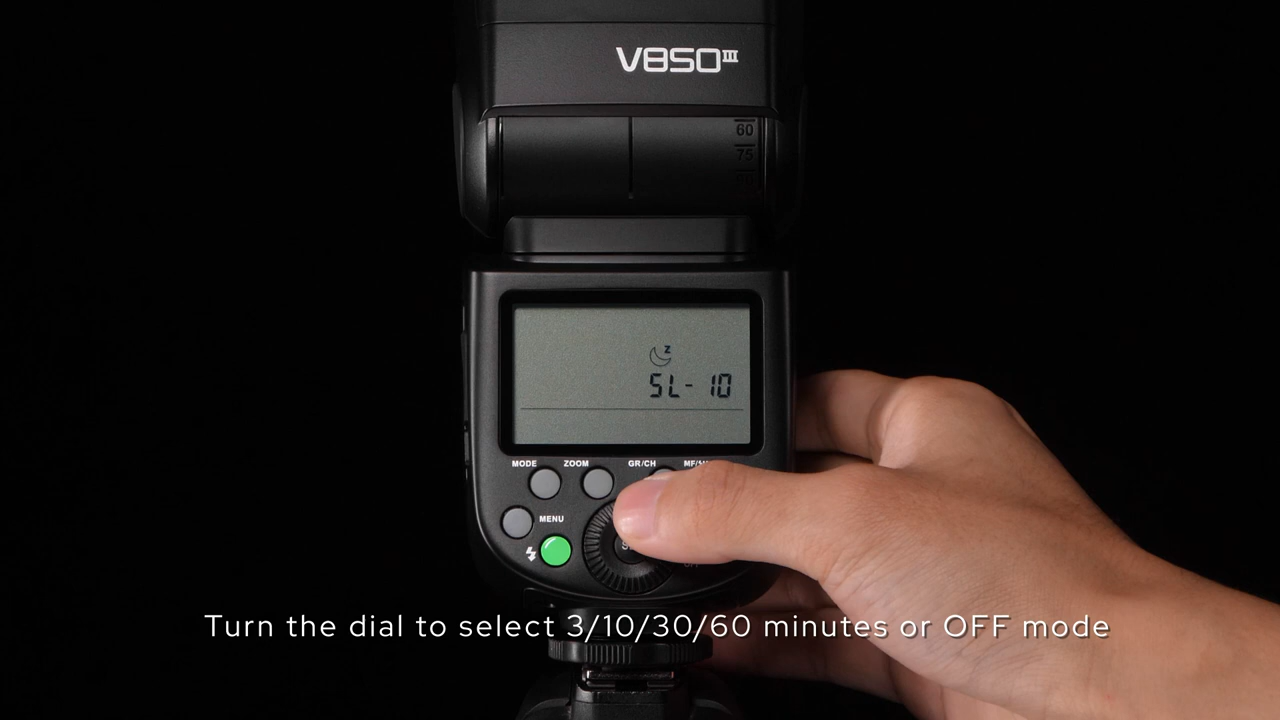 V850III
60
75
90
z
SL- 10
MODE ZOOM GR/CH
MENU
Turn the dial to select 3/10/30/60 minutes or OFF mode